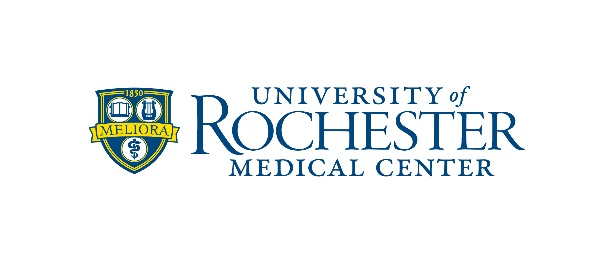 1850
MELIORA
UNIVERSITY of
ROCHESTER
MEDICAL CENTER